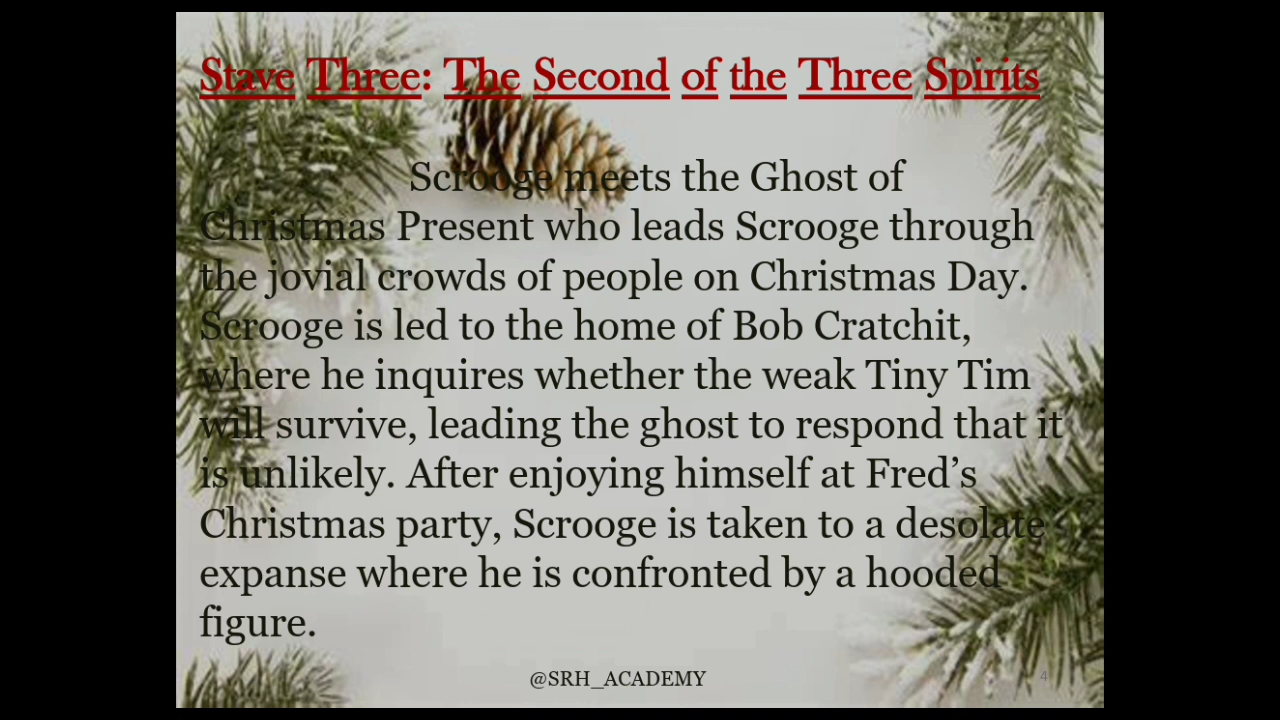 Stave Three: The Second of the Three Spirits
Scrooge meets the Ghost of
Christmas Present who leads Scrooge through
the jovial crowds of people on Christmas Day.
Scrooge is led to the home of Bob Cratchit,
where he inquires whether the weak Tiny Tim
will survive, leading the ghost to respond that it
is unlikely. After enjoying himself at Fred’s
Christmas party, Scrooge is taken to a desolate
expanse where he is confronted by a hooded
figure.
@SRH_ACADEMY
4